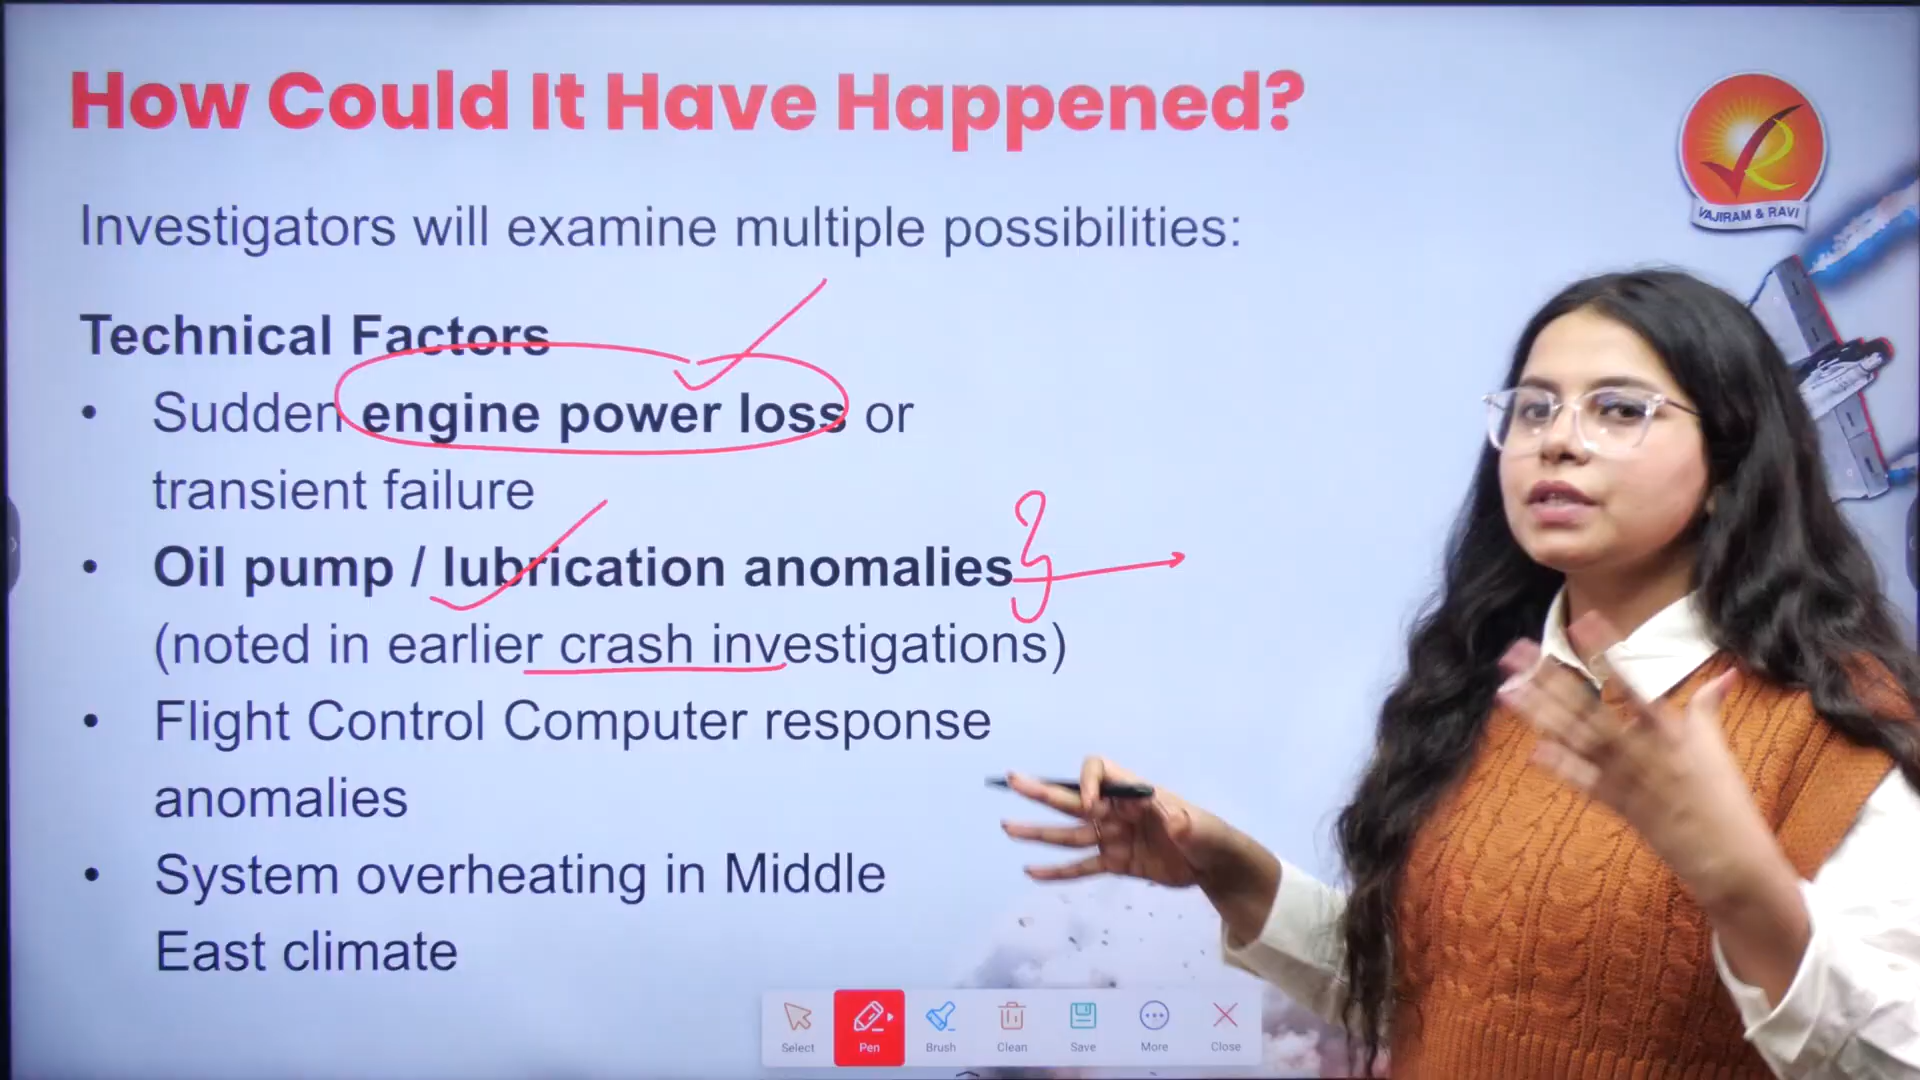 How Could It Have Happened?
VAJIRAM & RAVI
Investigators will examine multiple possibilities:
Technical Factors
• Sudden engine power loss or
transient failure
• Oil pump / lubrication anomalies
(noted in earlier crash investigations)
• Flight Control Computer response
anomalies
• System overheating in Middle
East climate
Select Pen Brush Clean Save More Close